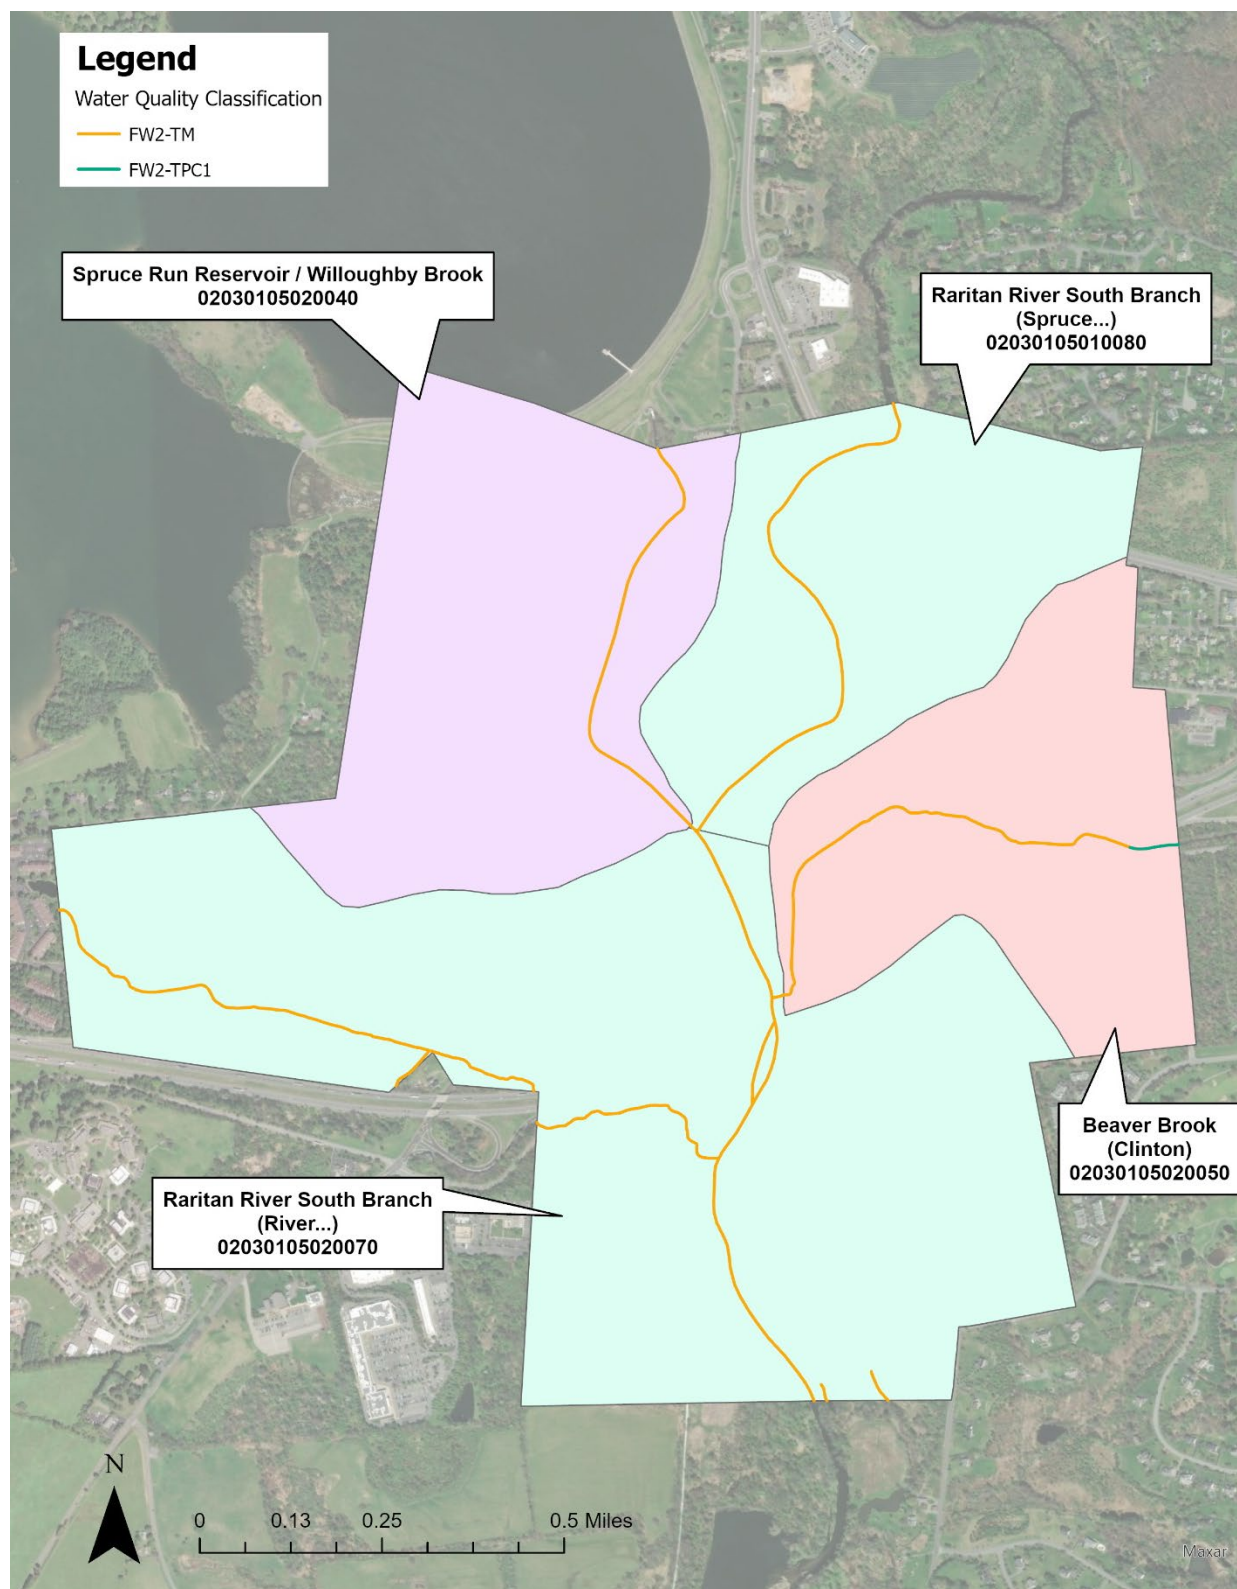 Legend
Water Quality Classification
FW2-TM
FW2-TPC1
Spruce Run Reservoir / Willoughby Brook
02030105020040
Raritan River South Branch
(Spruce...)
02030105010080
Beaver Brook
(Clinton)
02030105020050
Raritan River South Branch
(River...)
02030105020070
N
0 0.13 0.25 0.5 Miles
Maxar